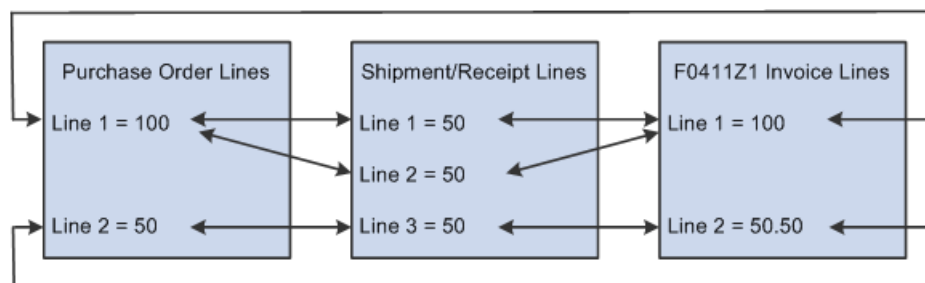 Purchase Order Lines
Line 1 = 100
Line 2 = 50
Shipment/Receipt Lines
Line 1 = 50
Line 2 = 50
Line 3 = 50
F0411Z1 Invoice Lines
Line 1 = 100
Line 2 = 50.50